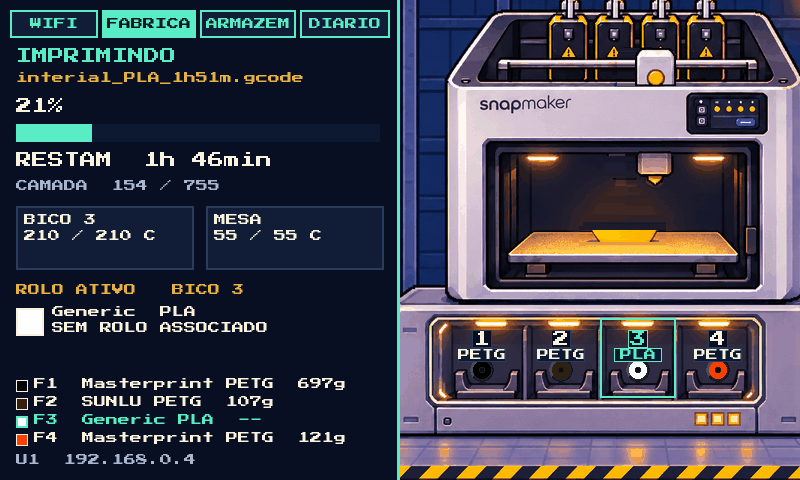 WIFI FABRICA ARMAZEM DIARIO
IMPRIMINDO
interial_PLA_1h51m.gcode
21%
RESTAM 1h 46min
CAMADA 154 / 755
BICO 3
210 / 210 C
MESA
55 / 55 C
ROLO ATIVO BICO 3
Generic PLA
SEM ROLO ASSOCIADO
F1 Masterprint PETG 697g
F2 SUNLU PETG 107g
F3 Generic PLA --
F4 Masterprint PETG 121g
U1 192.168.0.4
snapmaker
1 2 3 4
PETG PETG PLA PETG